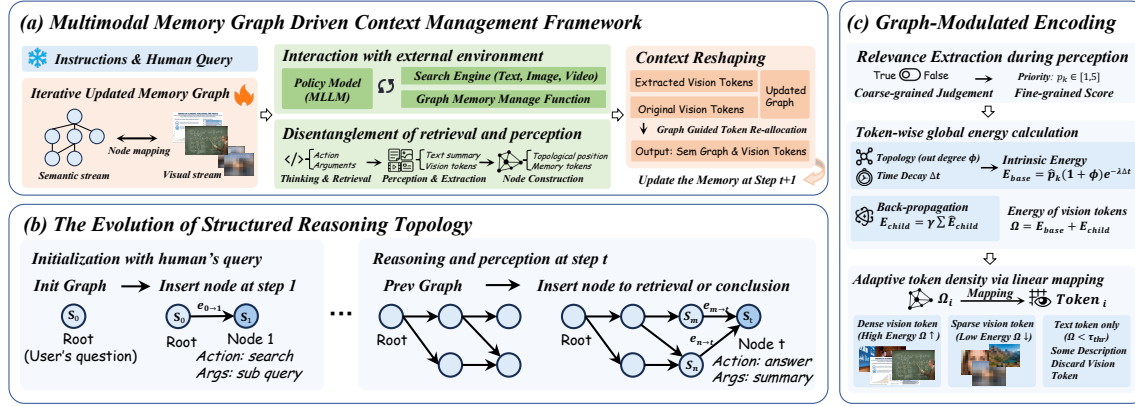 (a) Multimodal Memory Graph Driven Context Management Framework
Instructions & Human Query
Iterative Updated Memory Graph
Node mapping
Semantic stream
Visual stream
Interaction with external environment
Policy Model
(MLLM)
Search Engine (Text, Image, Video)
Graph Memory Manage Function
Disentanglement of retrieval and perception
</>
Action
Arguments
Thinking & Retrieval
Text summary
Vision tokens
Perception & Extraction
Topological position
Memory tokens
Node Construction
Context Reshaping
Extracted Vision Tokens
Original Vision Tokens
Updated
Graph
Graph Guided Token Re-allocation
Output: Sem Graph & Vision Tokens
Update the Memory at Step t+1
(b) The Evolution of Structured Reasoning Topology
Initialization with human's query
Init Graph
Insert node at step 1
S₀
Root
(User's question)
S₀
e₀→₁
S₁
Root
Node 1
Action: search
Args: sub query
...
Reasoning and perception at step t
Prev Graph
Insert node to retrieval or conclusion
Root
Root
Sₘ
eₘ→ₜ
Sₜ
eₙ→ₜ
Sₙ
Node t
Action: answer
Args: summary
(c) Graph-Modulated Encoding
Relevance Extraction during perception
True False
Coarse-grained Judgement
Priority: pₖ ∈ [1,5]
Fine-grained Score
Token-wise global energy calculation
Topology (out degree ϕ)
Time Decay Δt
Intrinsic Energy
E_base = p̂ₖ(1 + ϕ)e^{-λΔt}
Back-propagation
E_child = γ∑Ê_child
Energy of vision tokens
Ω = E_base + E_child
Adaptive token density via linear mapping
Ωᵢ
Mapping
Tokenᵢ
Dense vision token
(High Energy Ω ↑)
Sparse vision token
(Low Energy Ω ↓)
Text token only
(Ω < τ_thr)
Some Description
Discard Vision
Token